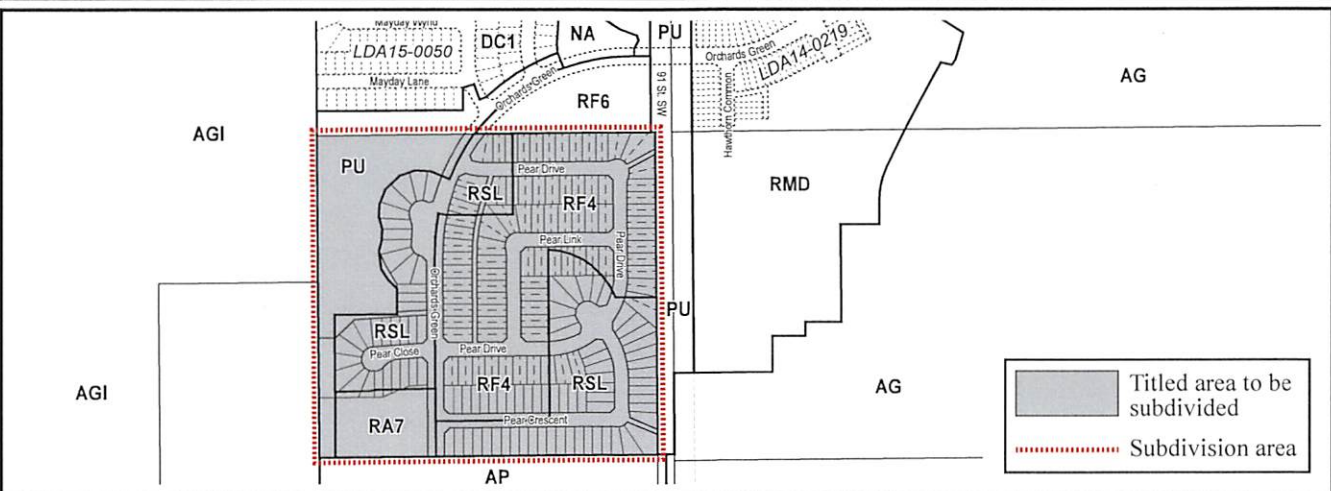 Mayday Wynd
LDA15-0050
DC1
NA
PU
Orchards Green
LDA14-0219
Mayday Lane
Orchards Green
91 St. SW
Hawthorn Common
AG
RF6
AGI
PU
Pear Drive
RSL
RF4
RMD
Pear Link
Pear Drive
Orchards Green
PU
RSL
Pear Close
Pear Drive
AGI
RF4
RSL
AG
RA7
Pear Crescent
AP
Titled area to be
subdivided
Subdivision area